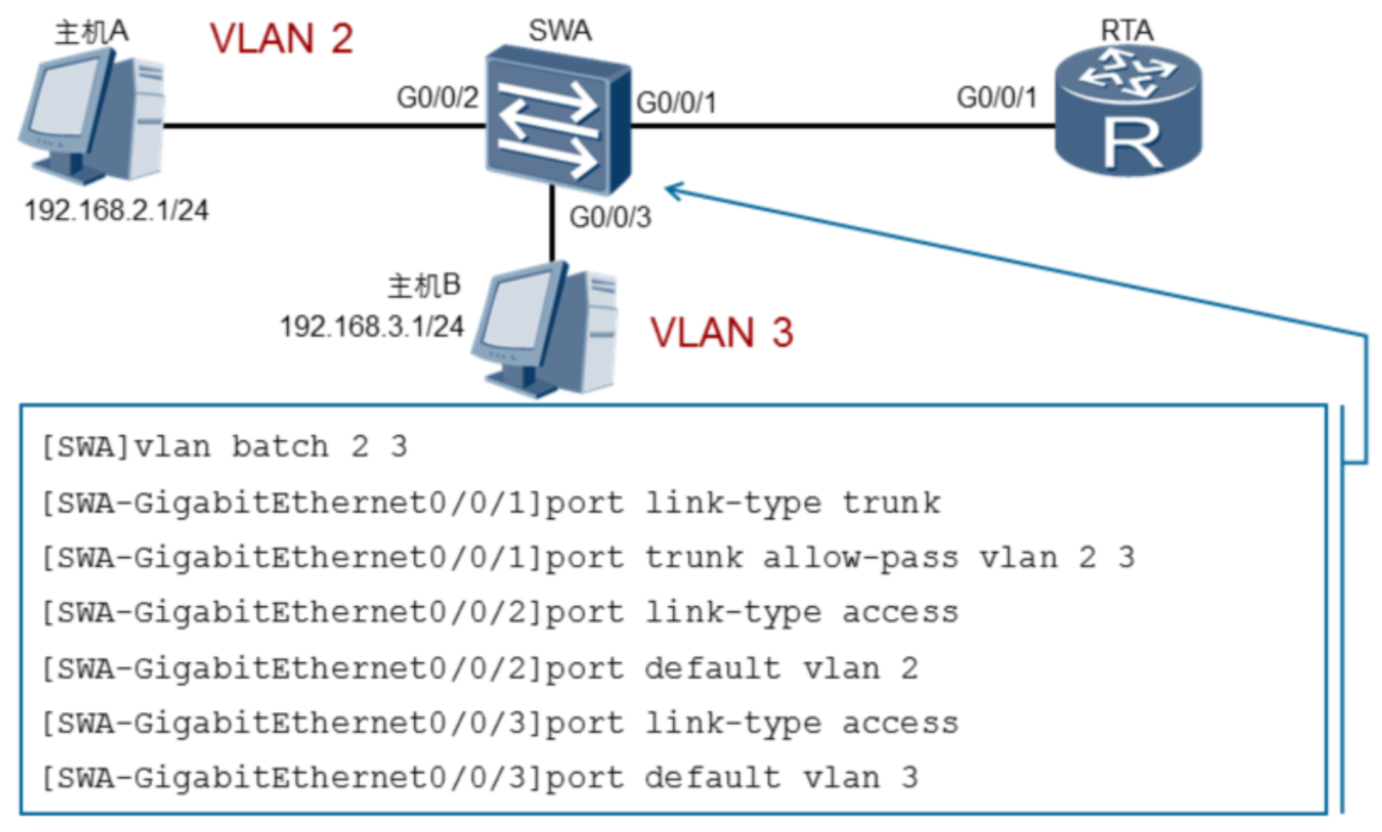 主机A
VLAN 2
SWA
RTA
G0/0/2
G0/0/1
G0/0/1
R
192.168.2.1/24
G0/0/3
主机B
192.168.3.1/24
VLAN 3
[SWA]vlan batch 2 3
[SWA-GigabitEthernet0/0/1]port link-type trunk
[SWA-GigabitEthernet0/0/1]port trunk allow-pass vlan 2 3
[SWA-GigabitEthernet0/0/2]port link-type access
[SWA-GigabitEthernet0/0/2]port default vlan 2
[SWA-GigabitEthernet0/0/3]port link-type access
[SWA-GigabitEthernet0/0/3]port default vlan 3